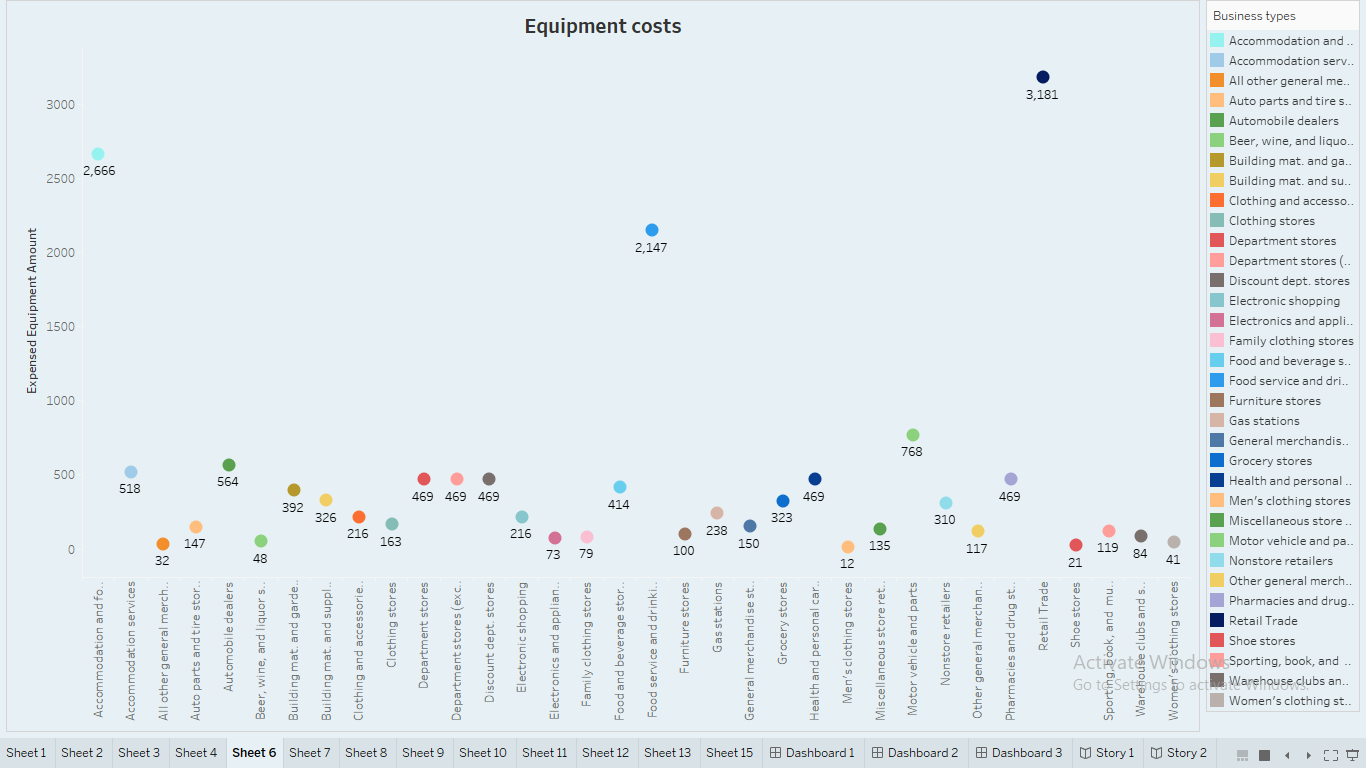 Equipment costs
Expensed Equipment Amount
3000
2500
2000
1500
1000
500
0
2,666
518
32
147
564
48
392
326
216
163
469
469
469
216
73
79
414
2,147
100
238
150
323
469
12
135
768
310
117
469
3,181
21
119
84
41
Accommodation and fo..
Accommodation services
All other general merch..
Auto parts and tire stor..
Automobile dealers
Beer, wine, and liquor s..
Building mat. and garde..
Building mat. and suppl..
Clothing and accessorie..
Clothing stores
Department stores
Department stores (exc..
Discount dept. stores
Electronic shopping
Electronics and applian..
Family clothing stores
Food and beverage stor..
Food service and drinki..
Furniture stores
Gas stations
General merchandise st..
Grocery stores
Health and personal car..
Men's clothing stores
Miscellaneous store ret..
Motor vehicle and parts
Nonstore retailers
Other general merchan..
Pharmacies and drug st..
Retail Trade
Shoe stores
Sporting, book, and mu..
Warehouse clubs and s..
Women's clothing stores
Business types
Accommodation and ..
Accommodation serv..
All other general me..
Auto parts and tire s..
Automobile dealers
Beer, wine, and liquo..
Building mat. and ga..
Building mat. and su..
Clothing and accesso..
Clothing stores
Department stores
Department stores (..
Discount dept. stores
Electronic shopping
Electronics and appli..
Family clothing stores
Food and beverage s..
Food service and dri..
Furniture stores
Gas stations
General merchandis..
Grocery stores
Health and personal ..
Men's clothing stores
Miscellaneous store ..
Motor vehicle and pa..
Nonstore retailers
Other general merch..
Pharmacies and drug..
Retail Trade
Shoe stores
Sporting, book, and ..
Warehouse clubs an..
Women's clothing st..
Activate Windows
Go to Settings to activate Windows.
Sheet 1 Sheet 2 Sheet 3 Sheet 4 Sheet 6 Sheet 7 Sheet 8 Sheet 9 Sheet 10 Sheet 11 Sheet 12 Sheet 13 Sheet 15 Dashboard 1 Dashboard 2 Dashboard 3 Story 1 Story 2